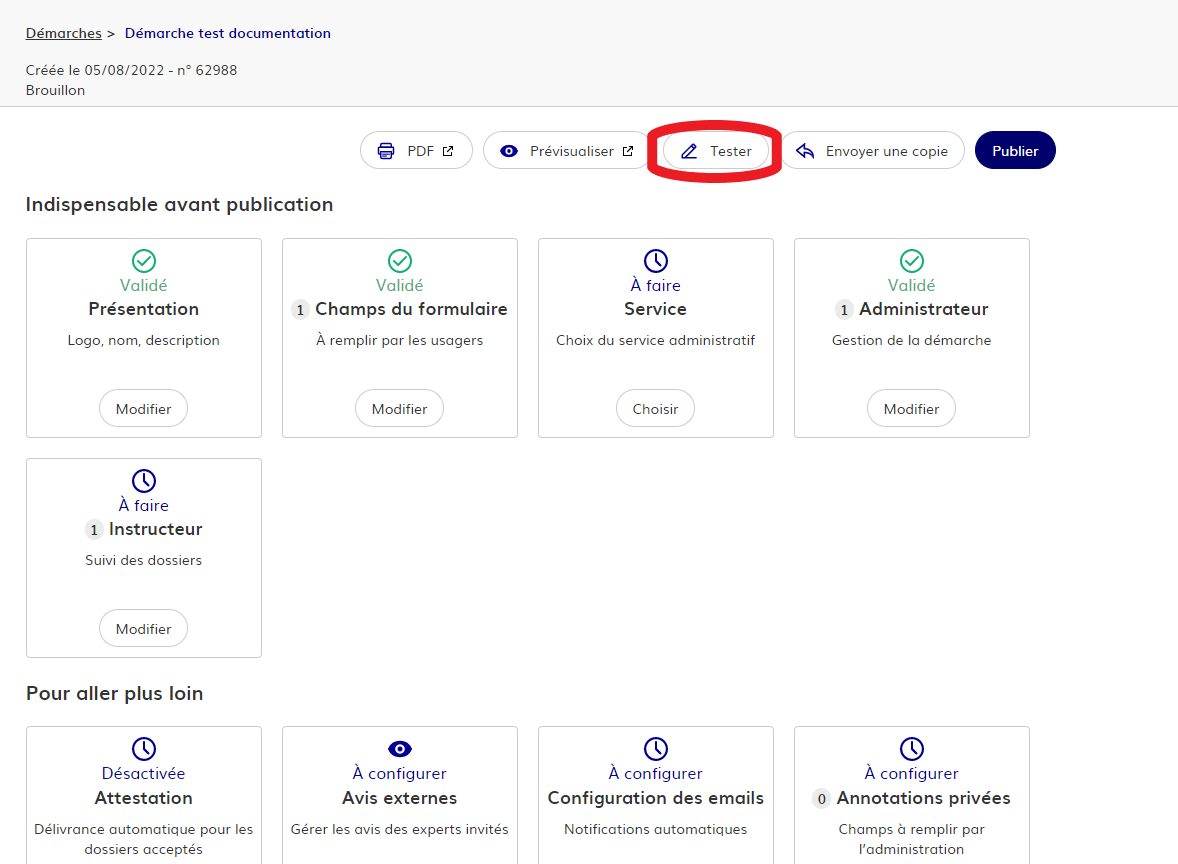 Démarches > Démarche test documentation
Créée le 05/08/2022 - n° 62988
Brouillon
PDF Prévisualiser Tester Envoyer une copie Publier
Indispensable avant publication
Validé
Présentation
Logo, nom, description
Modifier
Validé
1 Champs du formulaire
À remplir par les usagers
Modifier
À faire
Service
Choix du service administratif
Choisir
Validé
1 Administrateur
Gestion de la démarche
Modifier
À faire
1 Instructeur
Suivi des dossiers
Modifier
Pour aller plus loin
Désactivée
Attestation
Délivrance automatique pour les
dossiers acceptés
À configurer
Avis externes
Gérer les avis des experts invités
À configurer
Configuration des emails
Notifications automatiques
À configurer
0 Annotations privées
Champs à remplir par
l'administration